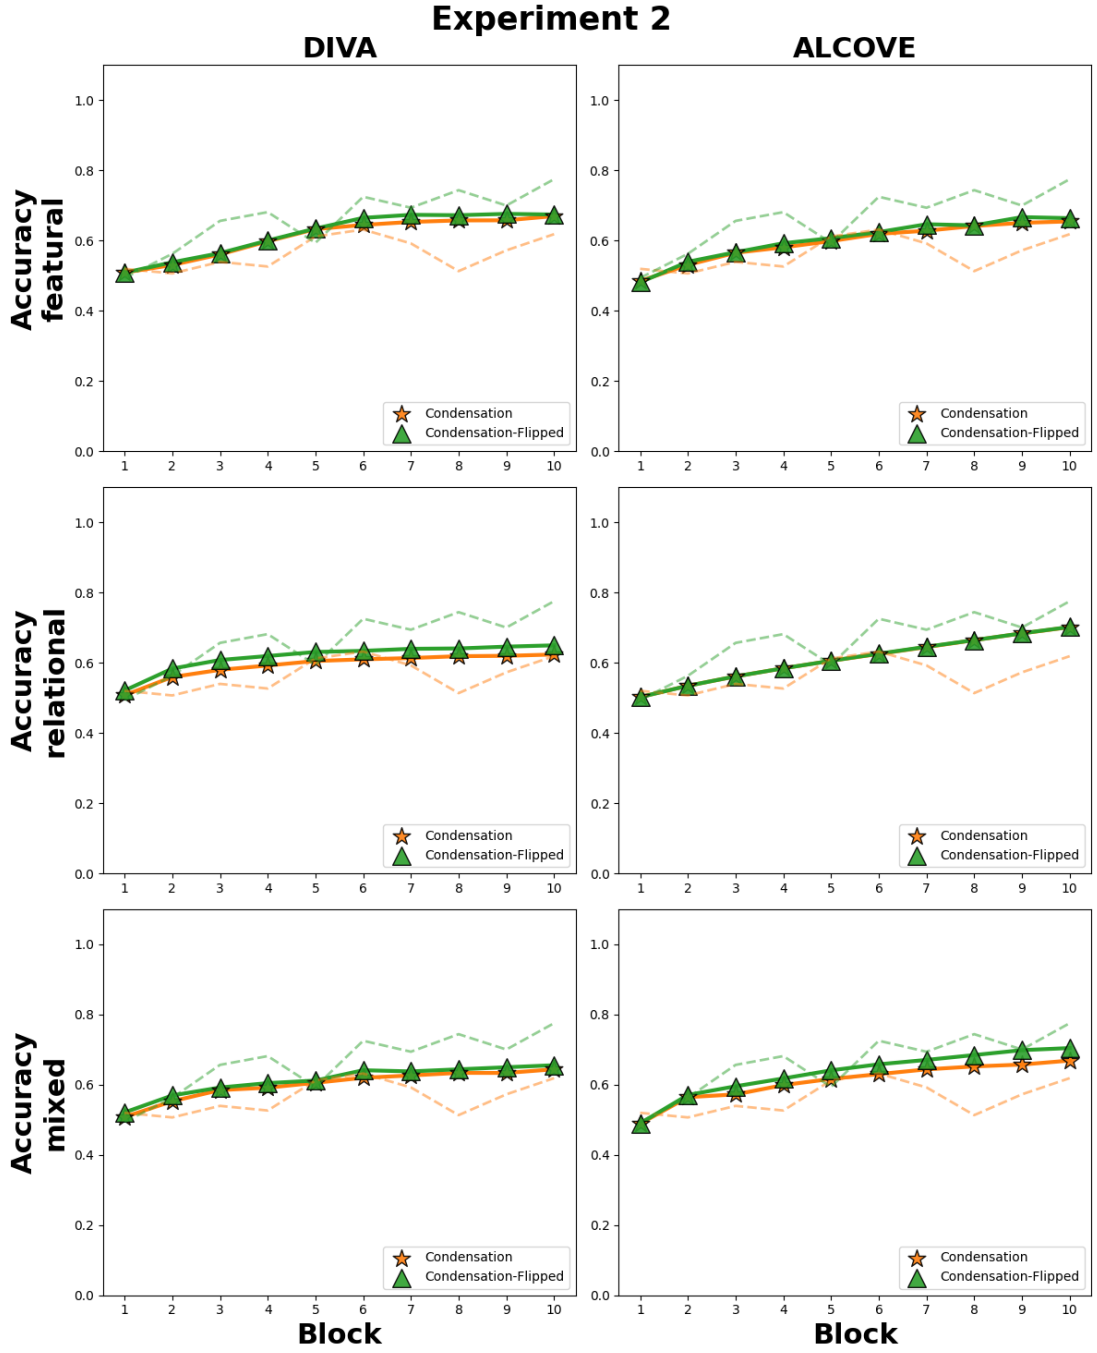 Experiment 2
DIVA
ALCOVE
Accuracy
featural
1.0
0.8
0.6
0.4
0.2
0.0
Condensation
Condensation-Flipped
1 2 3 4 5 6 7 8 9 10
1.0
0.8
0.6
0.4
0.2
0.0
Condensation
Condensation-Flipped
1 2 3 4 5 6 7 8 9 10
Accuracy
relational
1.0
0.8
0.6
0.4
0.2
0.0
Condensation
Condensation-Flipped
1 2 3 4 5 6 7 8 9 10
1.0
0.8
0.6
0.4
0.2
0.0
Condensation
Condensation-Flipped
1 2 3 4 5 6 7 8 9 10
Accuracy
mixed
1.0
0.8
0.6
0.4
0.2
0.0
Condensation
Condensation-Flipped
1 2 3 4 5 6 7 8 9 10
Block
1.0
0.8
0.6
0.4
0.2
0.0
Condensation
Condensation-Flipped
1 2 3 4 5 6 7 8 9 10
Block